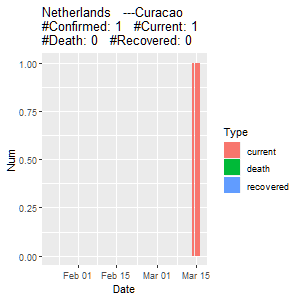 Netherlands   ---Curacao
#Confirmed: 1   #Current: 1
#Death: 0   #Recovered: 0
1.00
0.75
0.50
0.25
0.00
Num
Feb 01
Feb 15
Mar 01
Mar 15
Date
Type
current
death
recovered